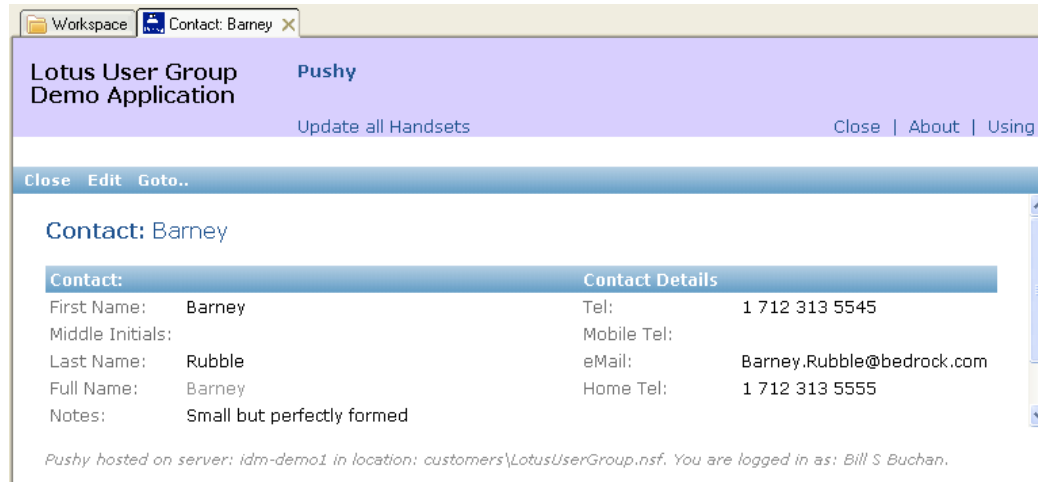 Workspace Contact: Barney
Lotus User Group Pushy
Demo Application
Update all Handsets Close | About | Using
Close Edit Goto..
Contact: Barney
Contact: Contact Details
First Name: Barney Tel: 1 712 313 5545
Middle Initials: Mobile Tel:
Last Name: Rubble eMail: Barney.Rubble@bedrock.com
Full Name: Barney Home Tel: 1 712 313 5555
Notes: Small but perfectly formed
Pushy hosted on server: idm-demo1 in location: customers\LotusUserGroup.nsf. You are logged in as: Bill S Buchan.